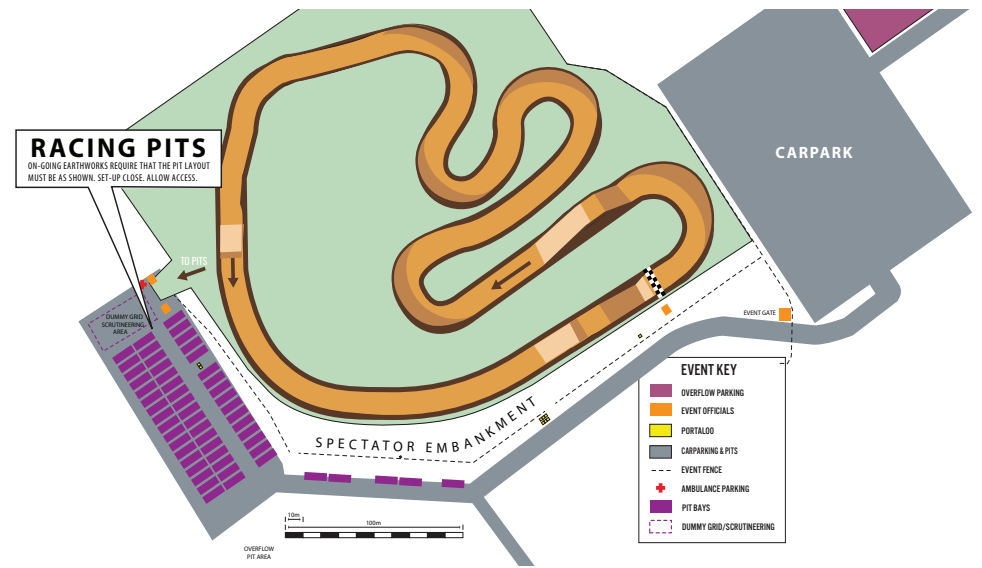 RACING PITS
ON-GOING EARTHWORKS REQUIRE THAT THE PIT LAYOUT
MUST BE AS SHOWN. SET-UP CLOSE. ALLOW ACCESS.
CARPARK
TO PITS
DUMMY GRID
SCRUTINEERING
AREA
EVENT GATE
SPECTATOR EMBANKMENT
EVENT KEY
OVERFLOW PARKING
EVENT OFFICIALS
PORTALOO
CARPARKING & PITS
EVENT FENCE
AMBULANCE PARKING
PIT BAYS
DUMMY GRID/SCRUTINEERING
10m
100m
OVERFLOW
PIT AREA